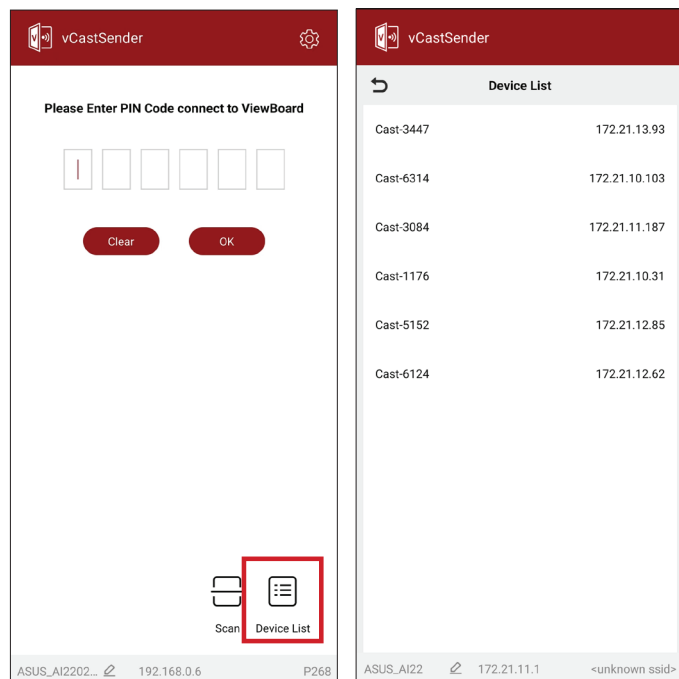 vCastSender
Please Enter PIN Code connect to ViewBoard
Clear
OK
Scan
Device List
ASUS_AI2202...
192.168.0.6
P268
vCastSender
Device List
Cast-3447 172.21.13.93
Cast-6314 172.21.10.103
Cast-3084 172.21.11.187
Cast-1176 172.21.10.31
Cast-5152 172.21.12.85
Cast-6124 172.21.12.62
ASUS_AI22
172.21.11.1
<unknown ssid>